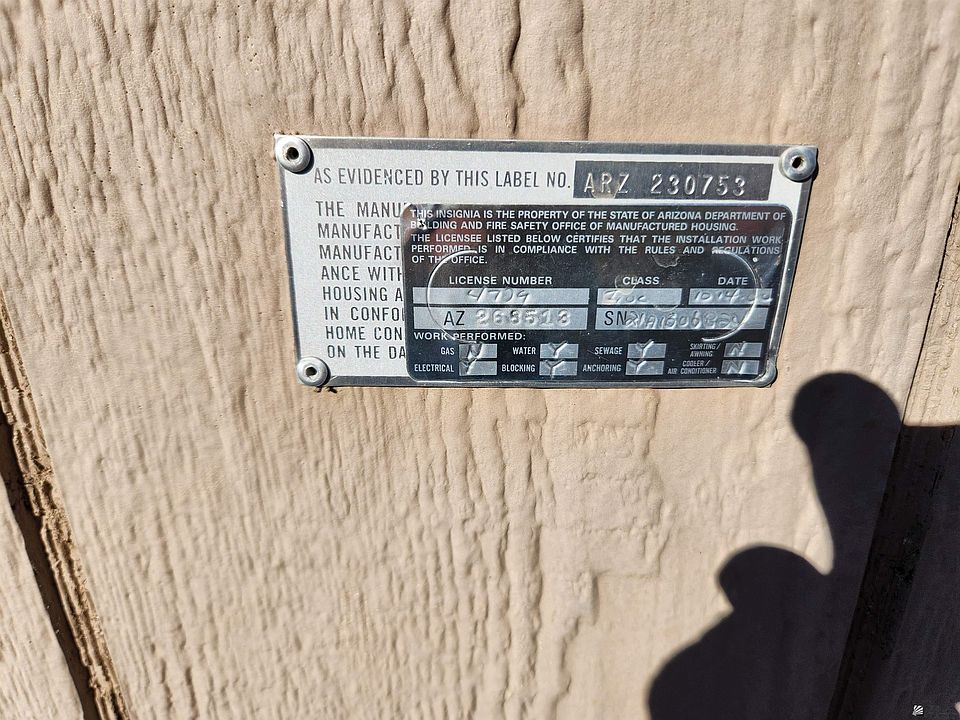 AS EVIDENCED BY THIS LABEL NO. ARZ 230753
THE MANU
MANUFACT
MANUFACT
ANCE WITH
HOUSING A
IN CONFO
HOME CON
ON THE DA
THIS INSIGNIA IS THE PROPERTY OF THE STATE OF ARIZONA DEPARTMENT OF
BUILDING AND FIRE SAFETY OFFICE OF MANUFACTURED HOUSING.
THE LICENSEE LISTED BELOW CERTIFIES THAT THE INSTALLATION WORK
PERFORMED IS IN COMPLIANCE WITH THE RULES AND REGULATIONS
OF THE OFFICE.
LICENSE NUMBER CLASS DATE
AZ 268513 SN
WORK PERFORMED:
GAS N WATER Y SEWAGE Y SKIRTING/ AWNING N
ELECTRICAL Y BLOCKING Y ANCHORING Y COOLER/ AIR CONDITIONER N